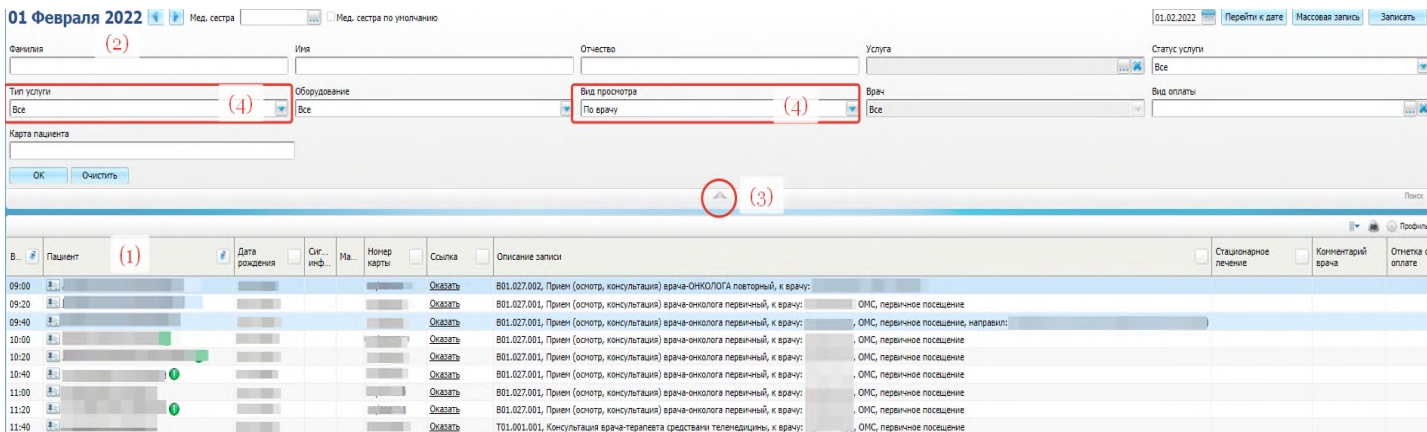 01 Февраля 2022 Мед. сестра ... Мед. сестра по умолчанию 01.02.2022 Перейти к дате Массовая запись Записать
(2)
Фамилия Имя Отчество Услуга Статус услуги
... Все
Тип услуги Оборудование Вид просмотра Врач Вид оплаты
Все (4) Все По врачу (4) Все ...
Карта пациента
ОК Очистить
(3) Поиск
Профиль
В... Пациент (1) Дата рождения Сиг... инф... Ма... Номер карты Ссылка Описание записи Стационарное лечение Комментарий врача Отметка о оплате
09:00 Оказать B01.027.002, Прием (осмотр, консультация) врача-ОНКОЛОГА повторный, к врачу:
09:20 Оказать B01.027.001, Прием (осмотр, консультация) врача-онколога первичный, к врачу: ОМС, первичное посещение
09:40 Оказать B01.027.001, Прием (осмотр, консультация) врача-онколога первичный, к врачу: , ОМС, первичное посещение, направил: )
10:00 Оказать B01.027.001, Прием (осмотр, консультация) врача-онколога первичный, к врачу: , ОМС, первичное посещение
10:20 Оказать B01.027.001, Прием (осмотр, консультация) врача-онколога первичный, к врачу: , ОМС, первичное посещение
10:40 Оказать B01.027.001, Прием (осмотр, консультация) врача-онколога первичный, к врачу: , ОМС, первичное посещение
11:00 Оказать B01.027.001, Прием (осмотр, консультация) врача-онколога первичный, к врачу: , ОМС, первичное посещение
11:20 Оказать B01.027.001, Прием (осмотр, консультация) врача-онколога первичный, к врачу: , ОМС, первичное посещение
11:40 Оказать T01.001.001, Консультация врача-терапевта средствами телемедицины, к врачу: , ОМС, первичное посещение